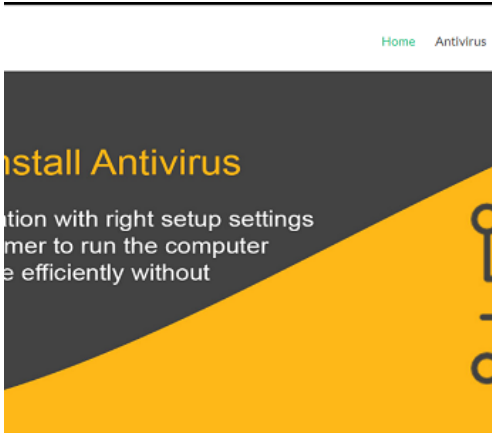 Home Antivirus
nstall Antivirus
ation with right setup settings
mer to run the computer
e efficiently without